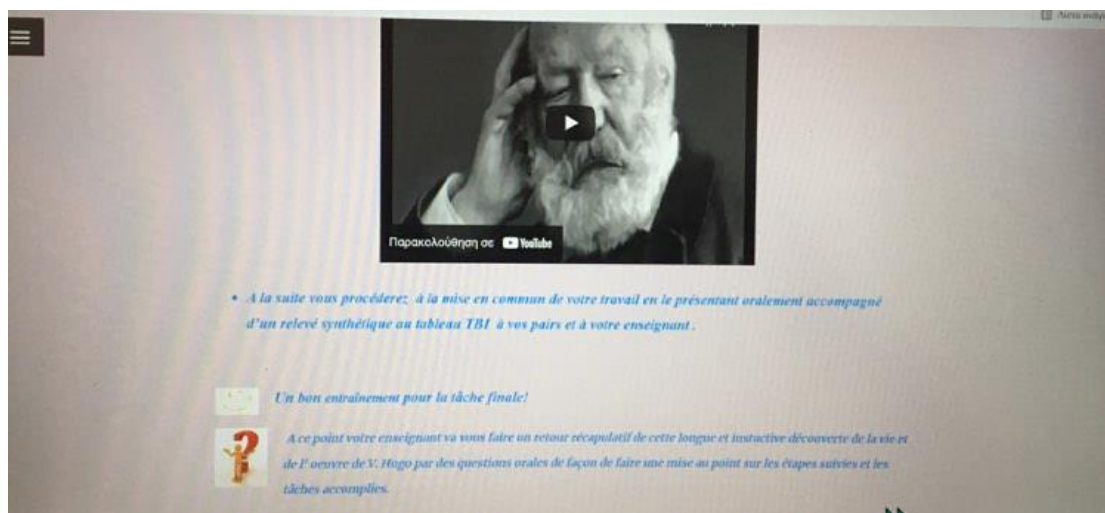 Παρακολούθηση σε YouTube
• A la suite vous procéderez à la mise en commun de votre travail en le présentant oralement accompagné
d'un relevé synthétique au tableau TBI à vos pairs et à votre enseignant .
Un bon entraînement pour la tâche finale!
A ce point votre enseignant va vous faire un retour récapulatif de cette longue et instuctive découverte de la vie et
de l' oeuvre de V. Hugo par des questions orales de façon de faire une mise au point sur les étapes suivies et les
tâches accomplies.